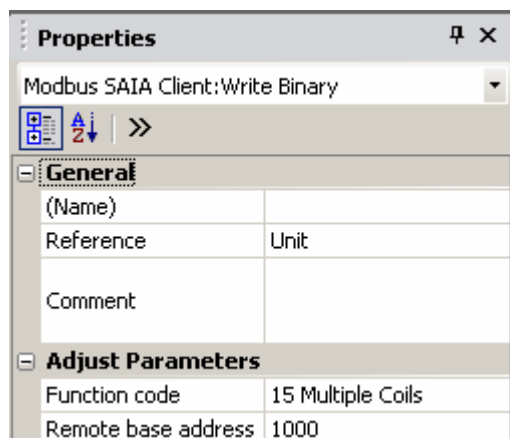 Properties
Modbus SAIA Client:Write Binary
General
(Name)
Reference Unit
Comment
Adjust Parameters
Function code 15 Multiple Coils
Remote base address 1000